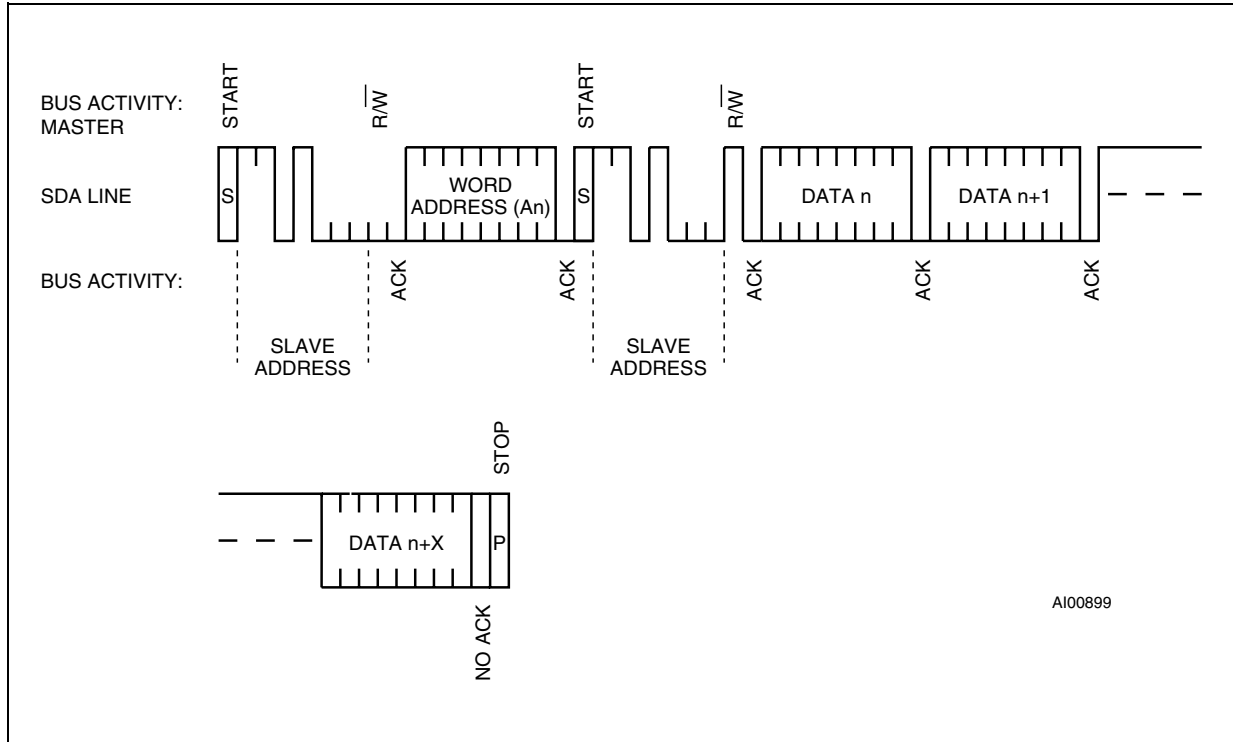 START
R/W
START
R/W
BUS ACTIVITY:
MASTER
SDA LINE
S
WORD
ADDRESS (An)
S
DATA n
DATA n+1
BUS ACTIVITY:
ACK
ACK
ACK
ACK
ACK
SLAVE
ADDRESS
SLAVE
ADDRESS
STOP
DATA n+X
P
NO ACK
AI00899